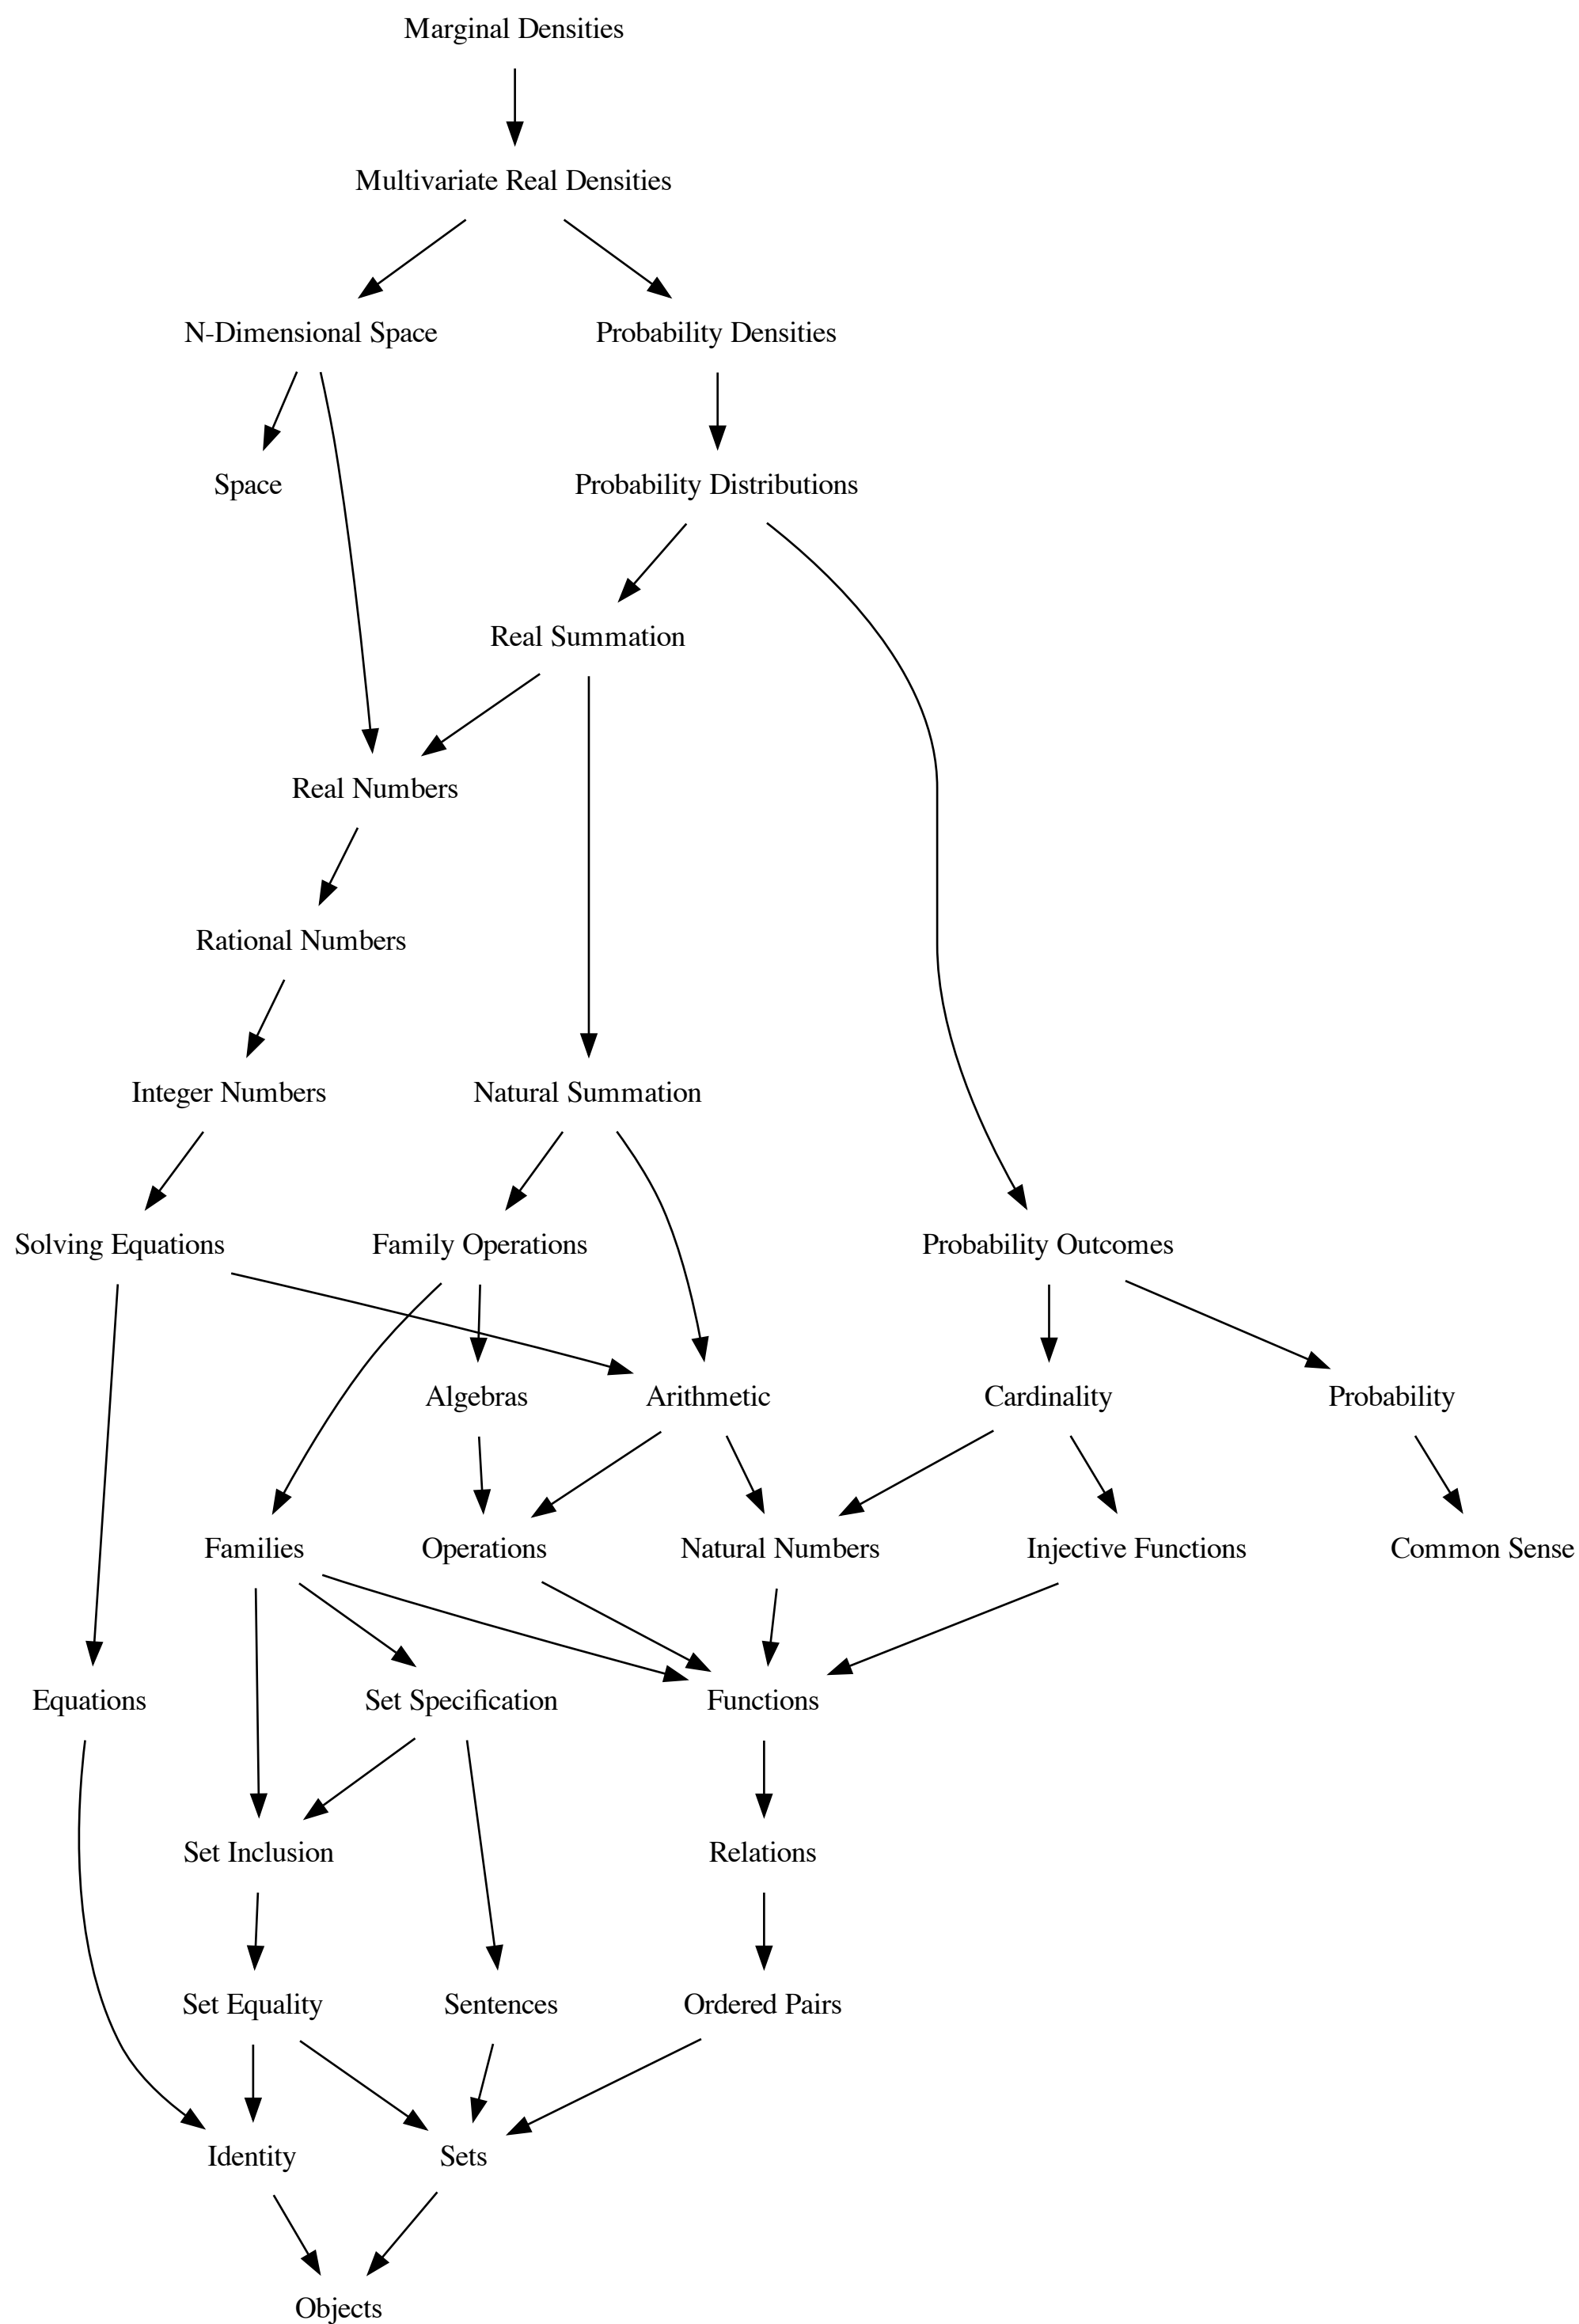 Marginal Densities
Multivariate Real Densities
N-Dimensional Space
Probability Densities
Space
Probability Distributions
Real Summation
Real Numbers
Rational Numbers
Integer Numbers
Natural Summation
Solving Equations
Family Operations
Probability Outcomes
Algebras
Arithmetic
Cardinality
Probability
Families
Operations
Natural Numbers
Injective Functions
Common Sense
Equations
Set Specification
Functions
Set Inclusion
Relations
Set Equality
Sentences
Ordered Pairs
Identity
Sets
Objects